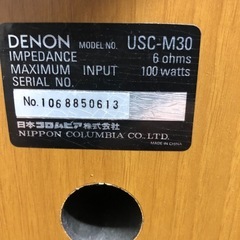 DENON MODEL NO. USC-M30
IMPEDANCE 6 ohms
MAXIMUM INPUT 100 watts
SERIAL NO.
No.1068850613
日本コロムビア株式会社
NIPPON COLUMBIA CO., LTD.
MADE IN CHINA